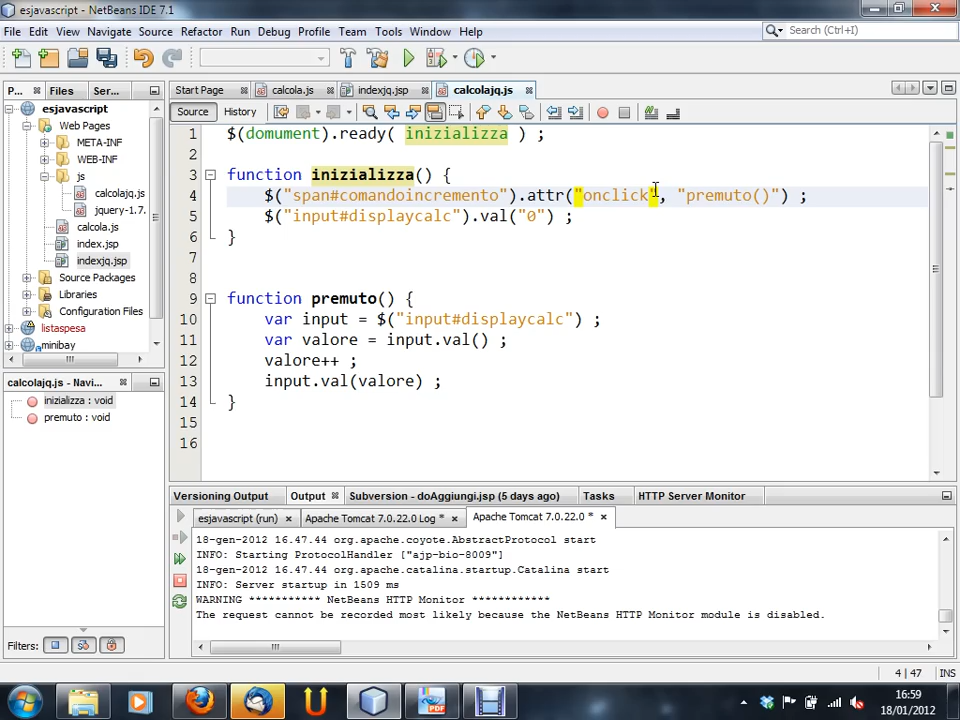 esjavascript - NetBeans IDE 7.1
File Edit View Navigate Source Refactor Run Debug Profile Team Tools Window Help
Search (Ctrl+I)
P... Files Ser...
Start Page calcola.js indexjq.jsp calcolajq.js
esjavascript
Web Pages
META-INF
WEB-INF
js
calcolajq.js
jquery-1.7.
calcola.js
index.jsp
indexjq.jsp
Source Packages
Libraries
Configuration Files
listaspesa
minibay
Source History
1 $(domument).ready( inizializza ) ;
2
3 function inizializza() {
4 $("span#comandoincremento").attr("onclick", "premuto()") ;
5 $("input#displaycalc").val("0") ;
6 }
7
8
9 function premuto() {
10 var input = $("input#displaycalc") ;
11 var valore = input.val() ;
12 valore++ ;
13 input.val(valore) ;
14 }
15
16
calcolajq.js - Navi...
inizializza : void
premuto : void
Filters:
Versioning Output Output Subversion - doAggiungi.jsp (5 days ago) Tasks HTTP Server Monitor
esjavascript (run) Apache Tomcat 7.0.22.0 Log * Apache Tomcat 7.0.22.0 *
18-gen-2012 16.47.44 org.apache.coyote.AbstractProtocol start
INFO: Starting ProtocolHandler ["ajp-bio-8009"]
18-gen-2012 16.47.44 org.apache.catalina.startup.Catalina start
INFO: Server startup in 1509 ms
WARNING *********** NetBeans HTTP Monitor ************
The request cannot be recorded most likely because the NetBeans HTTP Monitor module is disabled.
4 | 47 INS
16:59
18/01/2012